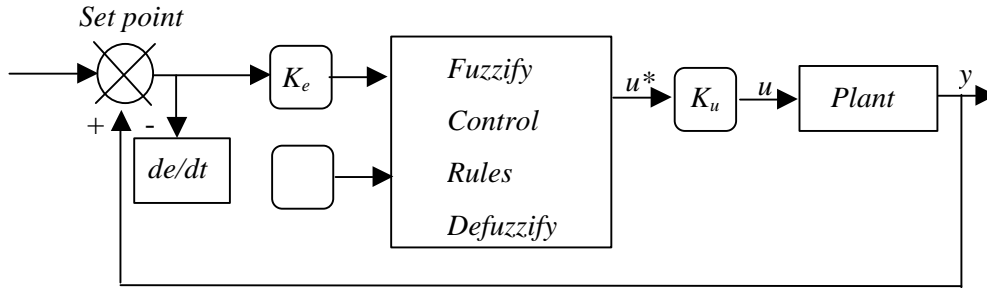 Set point
+
-
de/dt
K_e
Fuzzify
Control
Rules
Defuzzify
u*
K_u
u
Plant
y